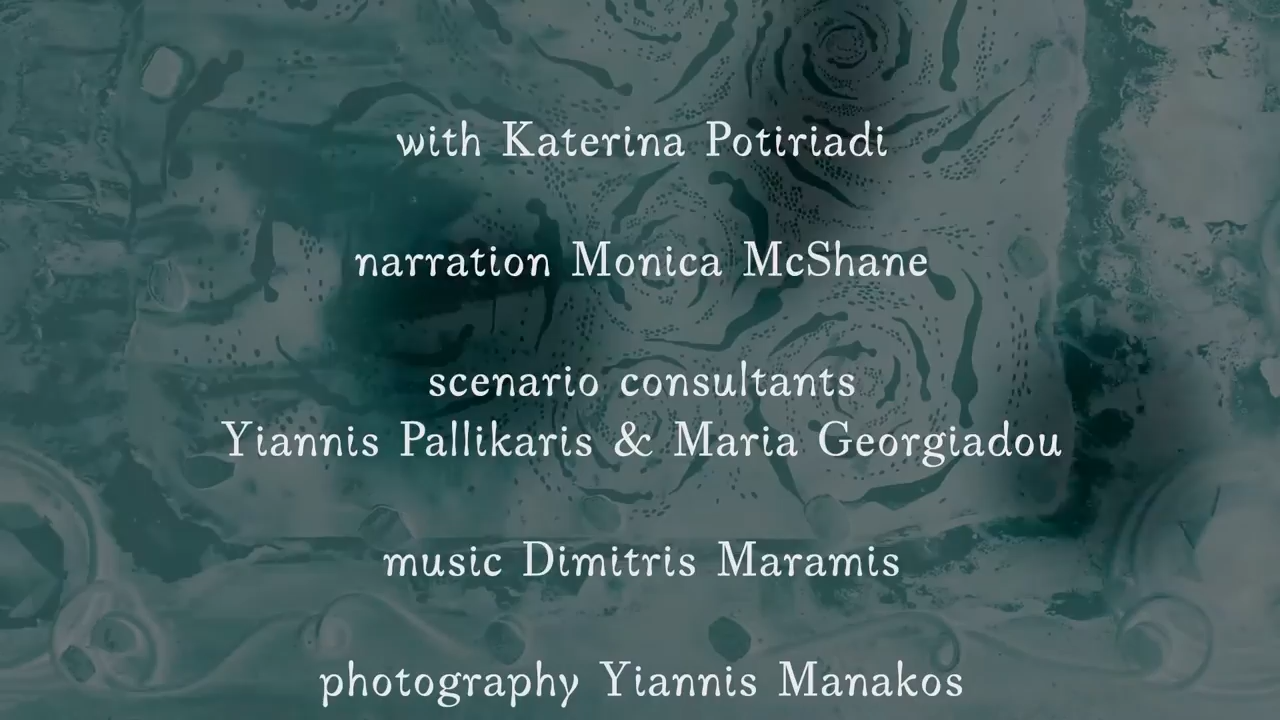 with Katerina Potiriadi
narration Monica McShane
scenario consultants
Yiannis Pallikaris & Maria Georgiadou
music Dimitris Maramis
photography Yiannis Manakos